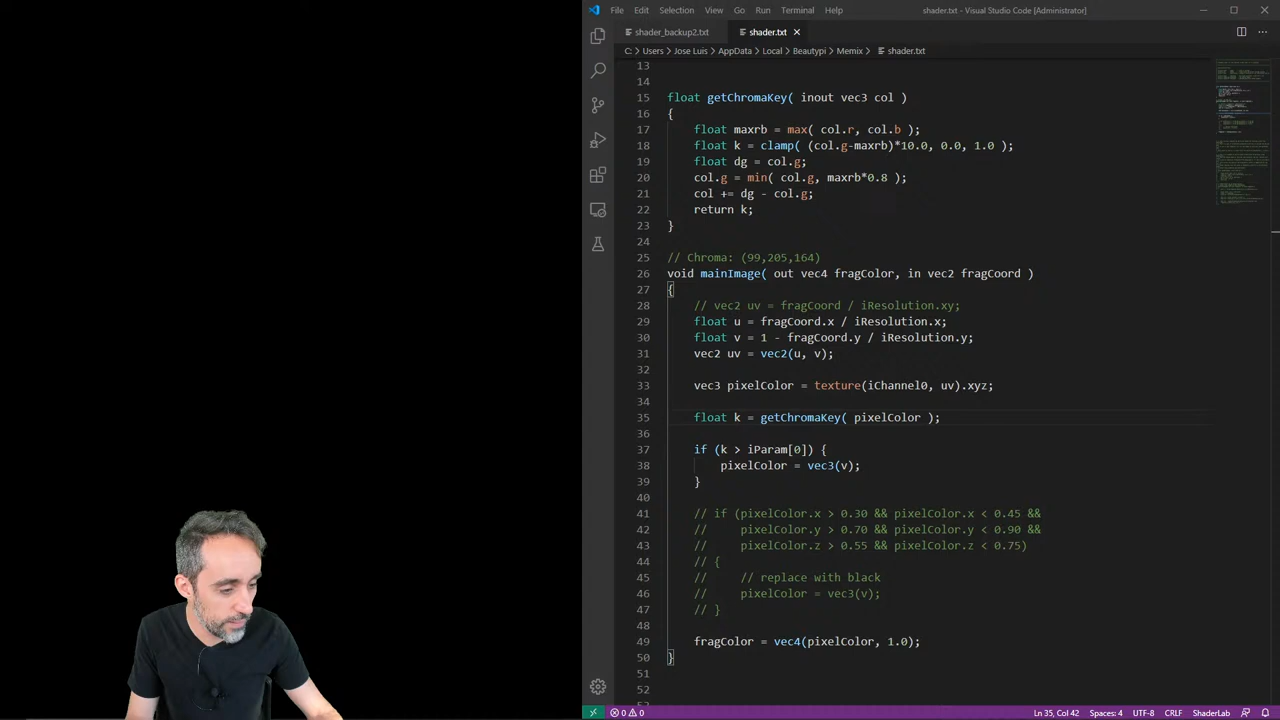 File Edit Selection View Go Run Terminal Help shader.txt - Visual Studio Code [Administrator]
shader_backup2.txt shader.txt
C: > Users > Jose Luis > AppData > Local > Beautypi > Memix > shader.txt
13
14
15 float getChromaKey( out vec3 col )
16 {
17 float maxrb = max( col.r, col.b );
18 float k = clamp( (col.g-maxrb)*10.0, 0.0, 1.0 );
19 float dg = col.g;
20 col.g = min( col.g, maxrb*0.8 );
21 col += dg - col.g;
22 return k;
23 }
24
25 // Chroma: (99,205,164)
26 void mainImage( out vec4 fragColor, in vec2 fragCoord )
27 {
28 // vec2 uv = fragCoord / iResolution.xy;
29 float u = fragCoord.x / iResolution.x;
30 float v = 1 - fragCoord.y / iResolution.y;
31 vec2 uv = vec2(u, v);
32
33 vec3 pixelColor = texture(iChannel0, uv).xyz;
34
35 float k = getChromaKey( pixelColor );
36
37 if (k > iParam[0]) {
38 pixelColor = vec3(v);
39 }
40
41 // if (pixelColor.x > 0.30 && pixelColor.x < 0.45 &&
42 // pixelColor.y > 0.70 && pixelColor.y < 0.90 &&
43 // pixelColor.z > 0.55 && pixelColor.z < 0.75)
44 // {
45 // // replace with black
46 // pixelColor = vec3(v);
47 // }
48
49 fragColor = vec4(pixelColor, 1.0);
50 }
51
52
0 0 Ln 35, Col 42 Spaces: 4 UTF-8 CRLF ShaderLab